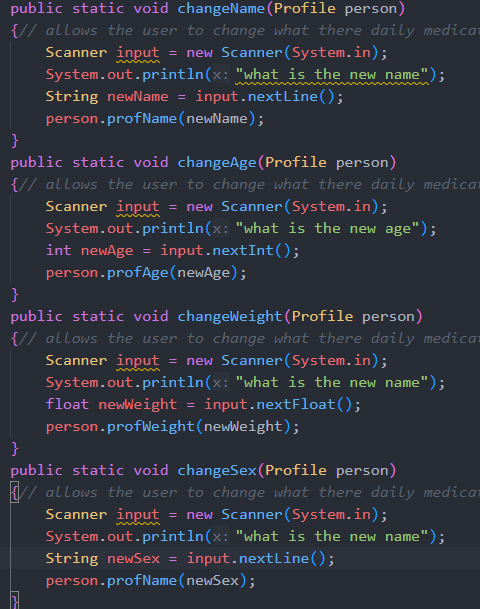 public static void changeName(Profile person)
{// allows the user to change what there daily medicat
Scanner input = new Scanner(System.in);
System.out.println(x: "what is the new name");
String newName = input.nextLine();
person.profName(newName);
}
public static void changeAge(Profile person)
{// allows the user to change what there daily medicat
Scanner input = new Scanner(System.in);
System.out.println(x: "what is the new age");
int newAge = input.nextInt();
person.profAge(newAge);
}
public static void changeWeight(Profile person)
{// allows the user to change what there daily medicat
Scanner input = new Scanner(System.in);
System.out.println(x: "what is the new name");
float newWeight = input.nextFloat();
person.profWeight(newWeight);
}
public static void changeSex(Profile person)
{// allows the user to change what there daily medicat
Scanner input = new Scanner(System.in);
System.out.println(x: "what is the new name");
String newSex = input.nextLine();
person.profName(newSex);
}